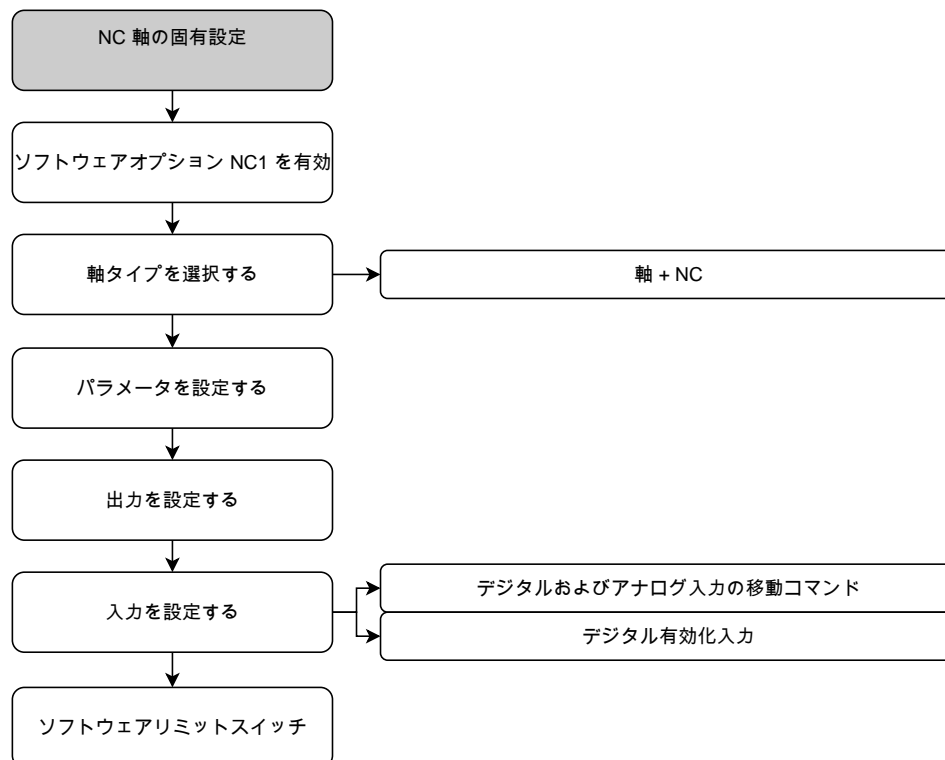 NC 軸の固有設定
ソフトウェアオプション NC1 を有効
軸タイプを選択する
軸 + NC
パラメータを設定する
出力を設定する
入力を設定する
デジタルおよびアナログ入力の移動コマンド
デジタル有効化入力
ソフトウェアリミットスイッチ